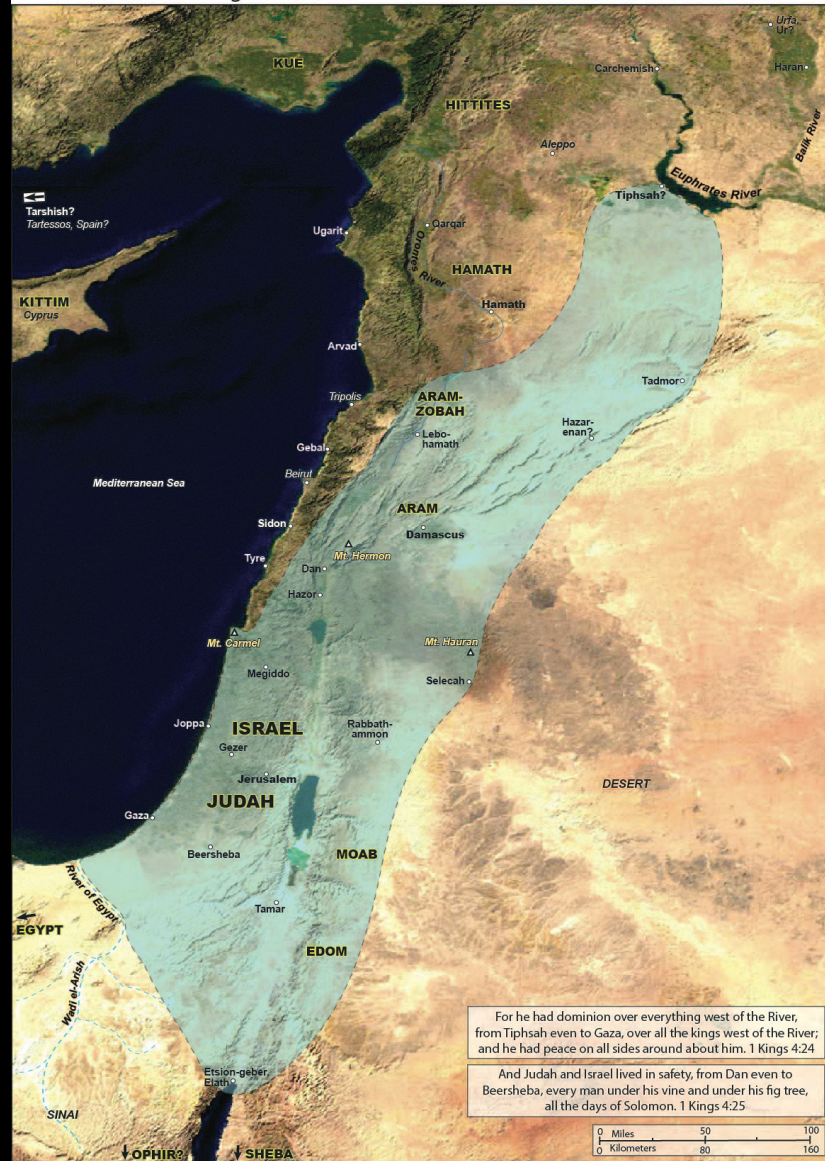 Urfa,
Ur?
KUE
Carchemish
Haran
HITTITES
Balik River
Aleppo
Euphrates River
Tiphsah?
Tarshish?
Tartessos, Spain?
Ugarit
Qarqar
Orontes
River
HAMATH
KITTIM
Cyprus
Hamath
Arvad
Tadmor
Tripolis
ARAM-
ZOBAH
Hazar-
enan?
Lebo-
hamath
Gebal
Beirut
Mediterranean Sea
ARAM
Sidon
Damascus
Mt. Hermon
Tyre
Dan
Hazor
Mt. Carmel
Mt. Hauran
Megiddo
Selecah
Joppa
ISRAEL
Rabbath-
ammon
Gezer
Jerusalem
DESERT
JUDAH
Gaza
Beersheba
MOAB
River of Egypt
Tamar
EGYPT
EDOM
Wadi el-Arish
For he had dominion over everything west of the River,
from Tiphsah even to Gaza, over all the kings west of the River;
and he had peace on all sides around about him. 1 Kings 4:24
And Judah and Israel lived in safety, from Dan even to
Beersheba, every man under his vine and under his fig tree,
all the days of Solomon. 1 Kings 4:25
Etsion-geber,
Elath
SINAI
0 Miles 50 100
0 Kilometers 80 160
OPHIR?
SHEBA